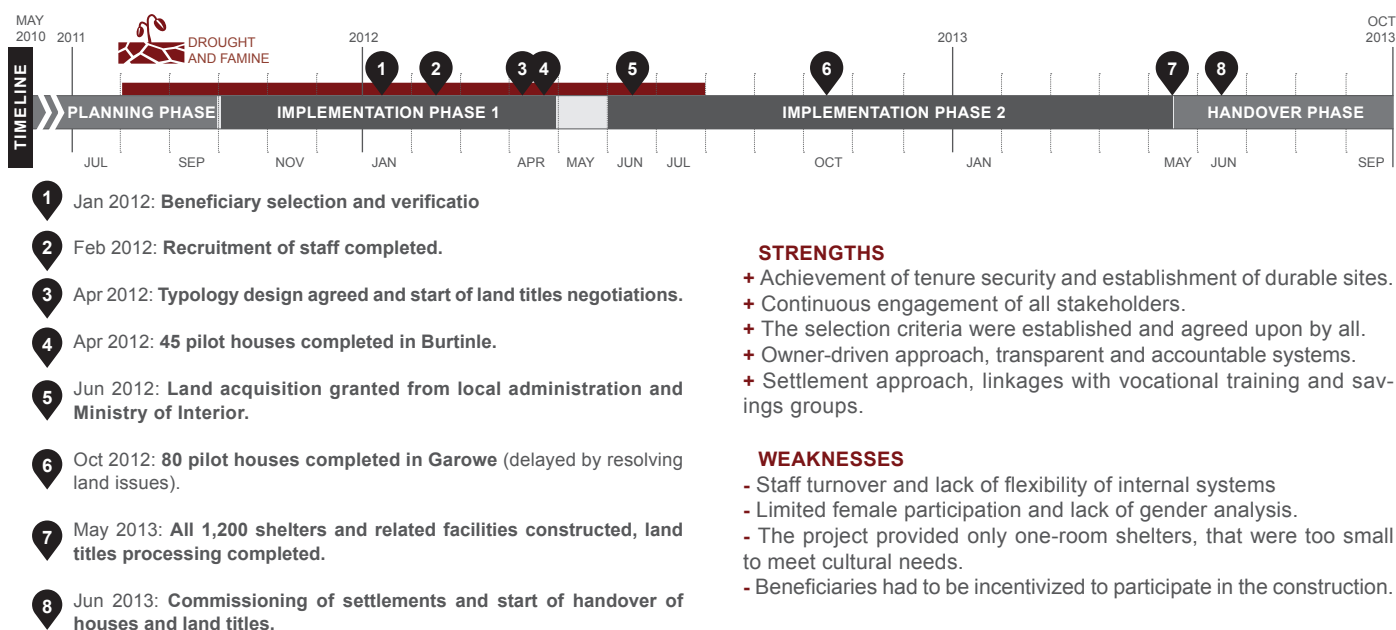 MAY
2010 2011
DROUGHT
AND FAMINE
2012
2013
OCT
2013
TIMELINE
1 2 3 4 5 6 7 8
PLANNING PHASE
IMPLEMENTATION PHASE 1
IMPLEMENTATION PHASE 2
HANDOVER PHASE
JUL SEP NOV JAN APR MAY JUN JUL OCT JAN MAY JUN SEP
1 Jan 2012: Beneficiary selection and verificatio
2 Feb 2012: Recruitment of staff completed.
3 Apr 2012: Typology design agreed and start of land titles negotiations.
4 Apr 2012: 45 pilot houses completed in Burtinle.
5 Jun 2012: Land acquisition granted from local administration and
Ministry of Interior.
6 Oct 2012: 80 pilot houses completed in Garowe (delayed by resolving
land issues).
7 May 2013: All 1,200 shelters and related facilities constructed, land
titles processing completed.
8 Jun 2013: Commissioning of settlements and start of handover of
houses and land titles.
STRENGTHS
+ Achievement of tenure security and establishment of durable sites.
+ Continuous engagement of all stakeholders.
+ The selection criteria were established and agreed upon by all.
+ Owner-driven approach, transparent and accountable systems.
+ Settlement approach, linkages with vocational training and sav-
ings groups.
WEAKNESSES
- Staff turnover and lack of flexibility of internal systems
- Limited female participation and lack of gender analysis.
- The project provided only one-room shelters, that were too small
to meet cultural needs.
- Beneficiaries had to be incentivized to participate in the construction.